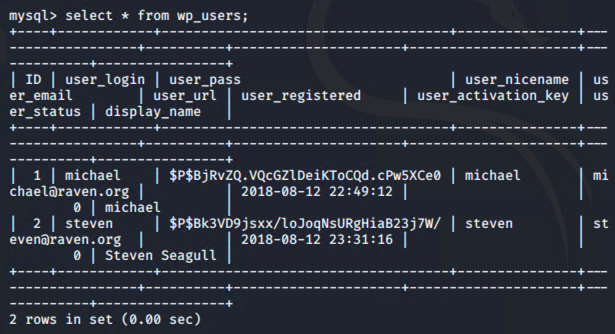 mysql> select * from wp_users;
+----+------------+------------------------------------+---------------+---
----------------+----------+---------------------+---------------------+---
----------+----------------+
| ID | user_login | user_pass | user_nicename | us
er_email | user_url | user_registered | user_activation_key | us
er_status | display_name |
+----+------------+------------------------------------+---------------+---
----------------+----------+---------------------+---------------------+---
----------+----------------+
| 1 | michael | $P$BjRvZQ.VQcGZlDeiKToCQd.cPw5XCe0 | michael | mi
chael@raven.org | | 2018-08-12 22:49:12 | |
0 | michael |
| 2 | steven | $P$Bk3VD9jsxx/loJoqNsURgHiaB23j7W/ | steven | st
even@raven.org | | 2018-08-12 23:31:16 | |
0 | Steven Seagull |
+----+------------+------------------------------------+---------------+---
----------------+----------+---------------------+---------------------+---
----------+----------------+
2 rows in set (0.00 sec)